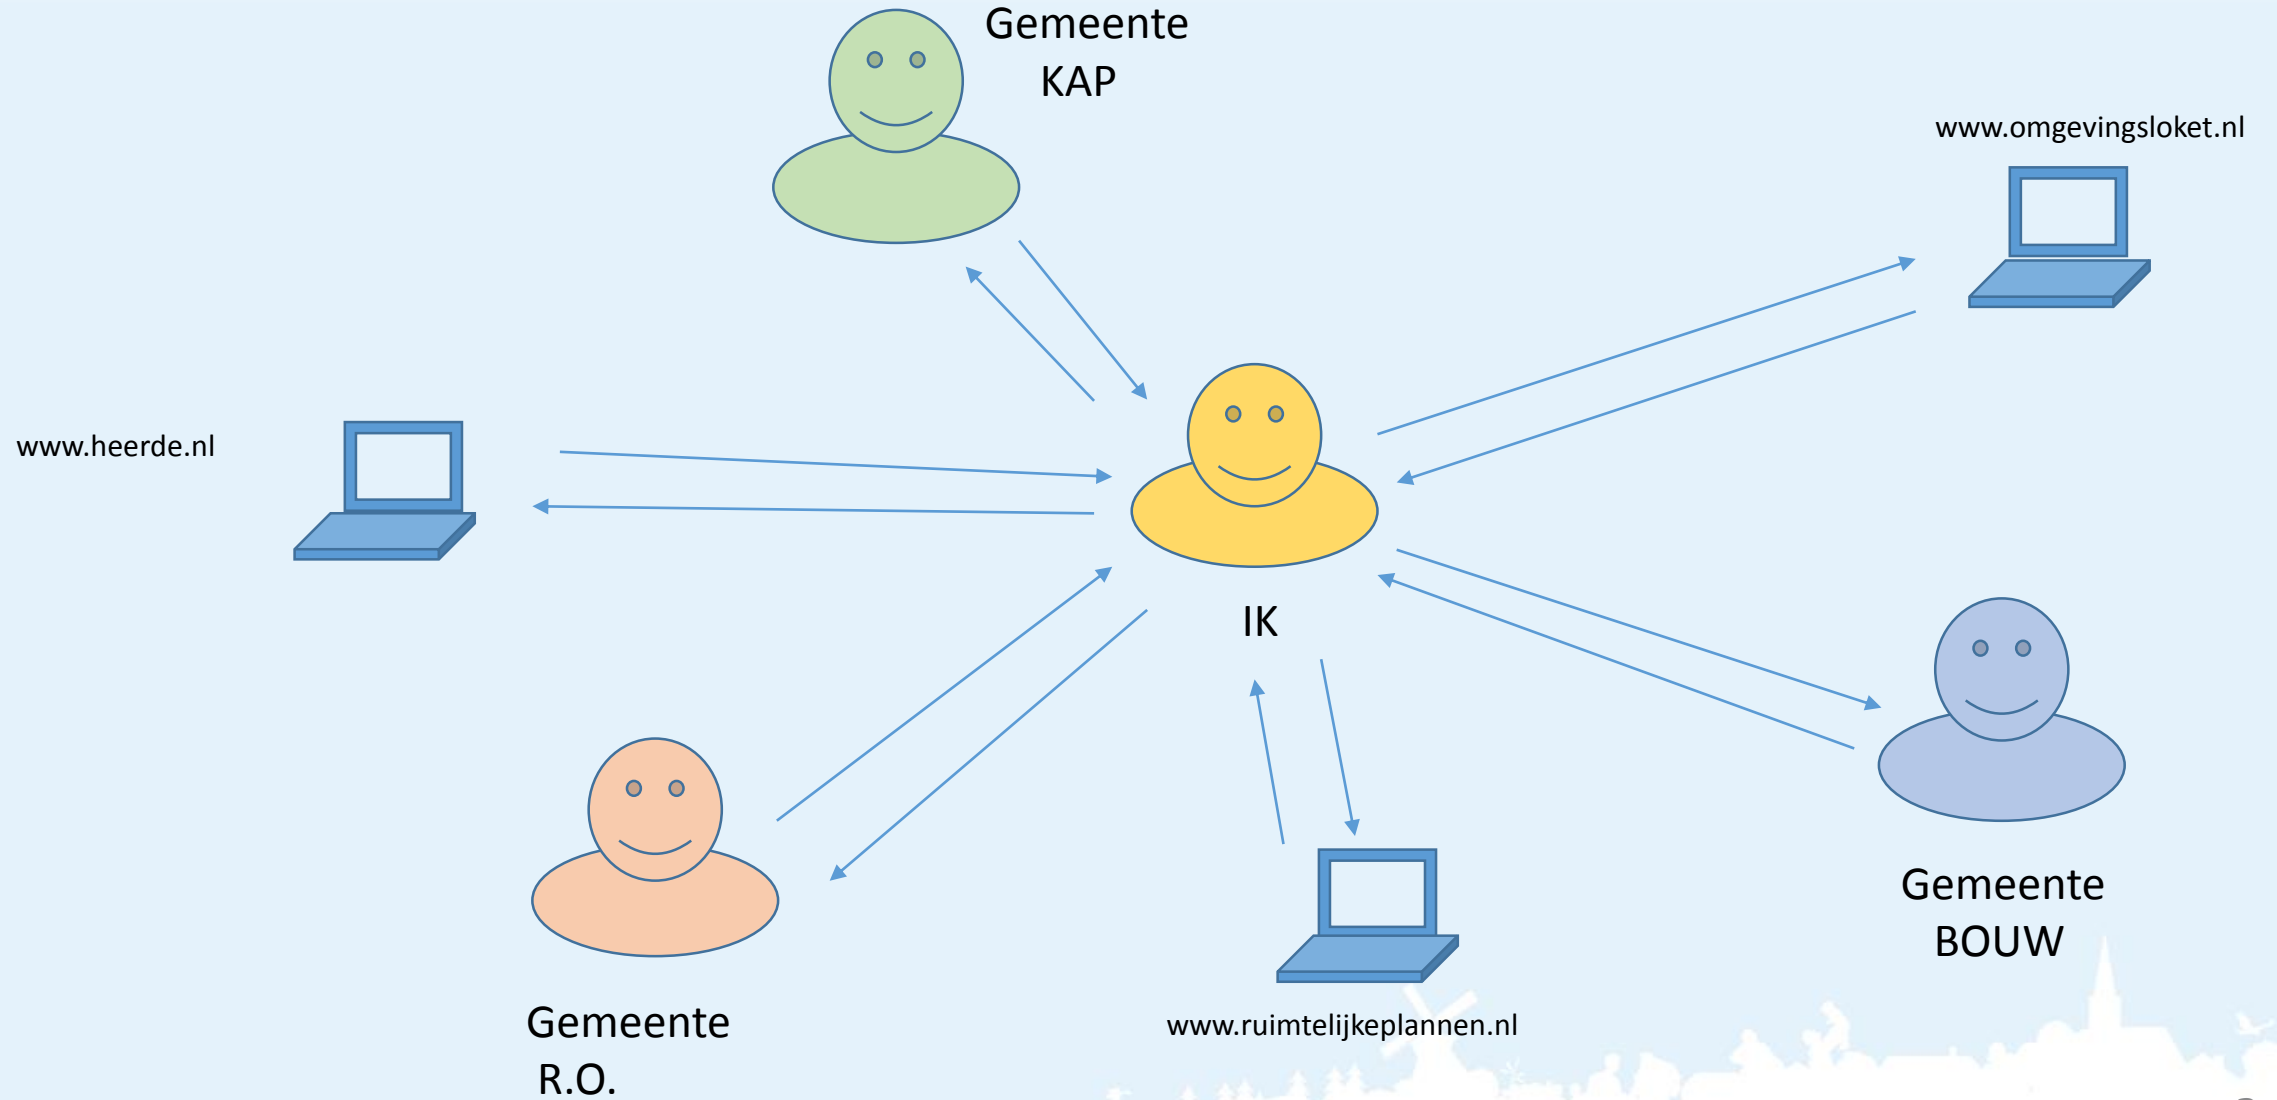 Gemeente
KAP
www.omgevingsloket.nl
www.heerde.nl
IK
Gemeente
BOUW
www.ruimtelijkeplannen.nl
Gemeente
R.O.